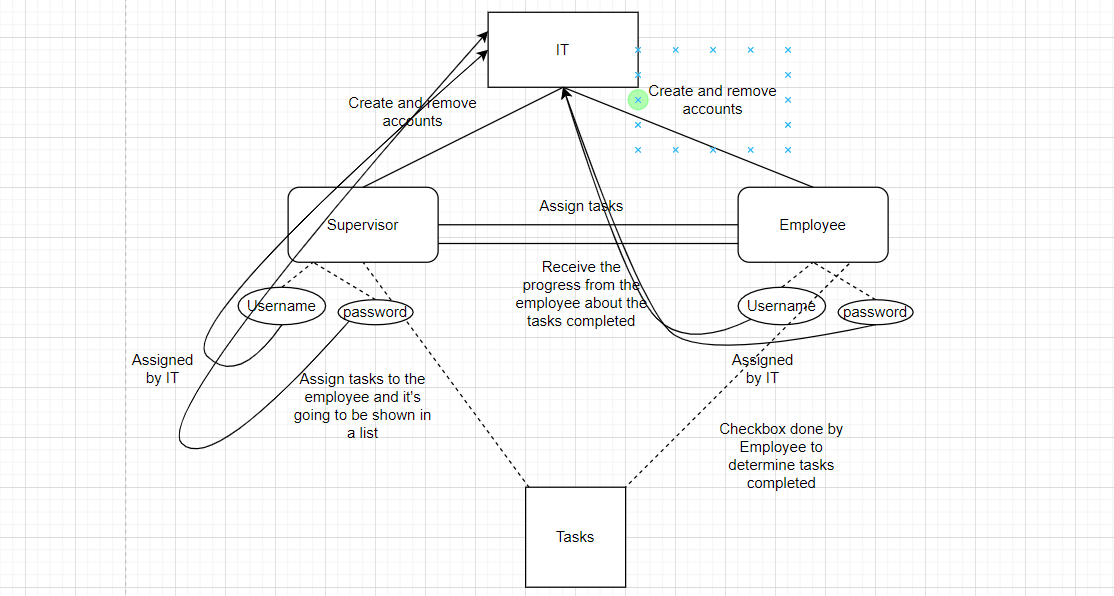 IT
Create and remove
accounts
Create and remove
accounts
Supervisor
Assign tasks
Employee
Receive the
progress from the
employee about the
tasks completed
Username
password
Username
password
Assigned
by IT
Assigned
by IT
Assign tasks to the
employee and it's
going to be shown in
a list
Checkbox done by
Employee to
determine tasks
completed
Tasks